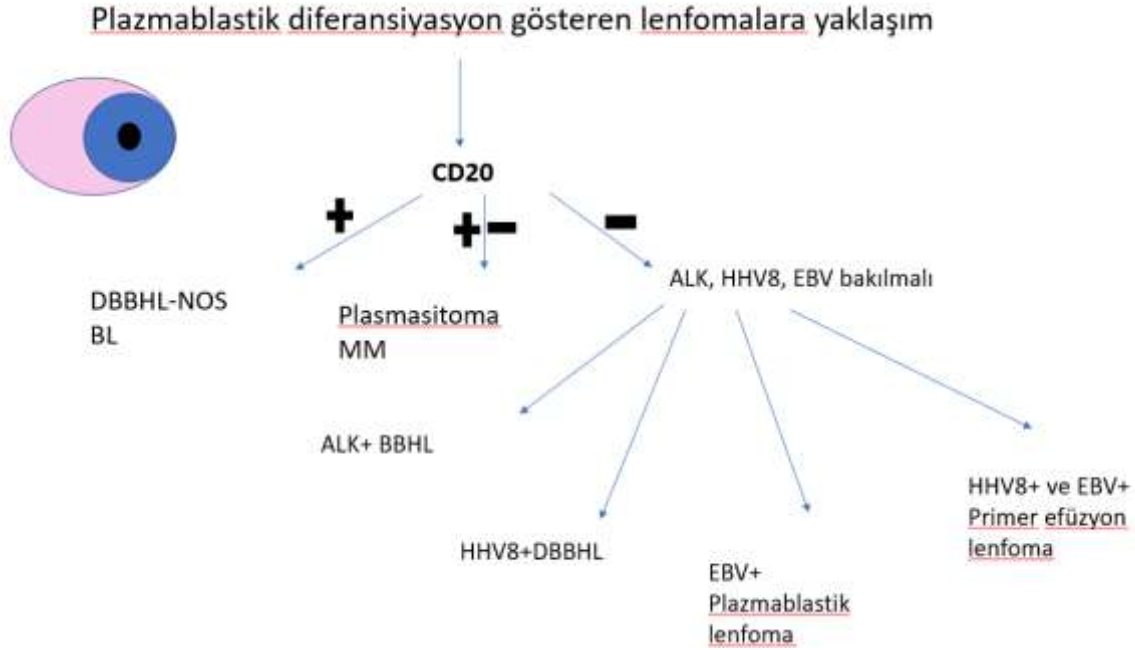 Plazmablastik diferansiyasyon gösteren lenfomalara yaklaşım
CD20
+
+-
-
DBBHL-NOS
BL
Plasmasitoma
MM
ALK, HHV8, EBV bakılmalı
ALK+ BBHL
HHV8+DBBHL
EBV+
Plazmablastik
lenfoma
HHV8+ ve EBV+
Primer efüzyon
lenfoma